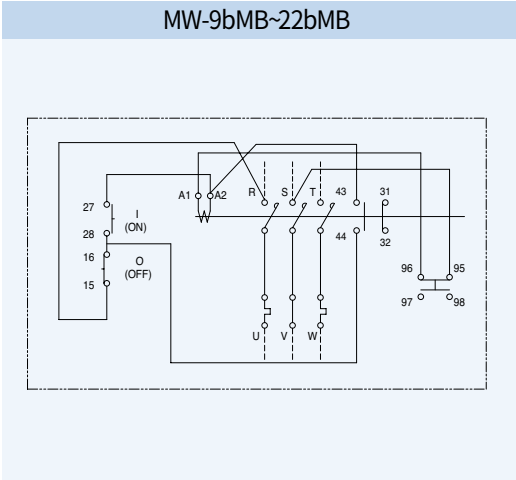 MW-9bMB~22bMB
A1 A2 R S T 43 31
27 I
(ON)
28
16 O
(OFF)
15
44 32
96 95
97 98
U V W